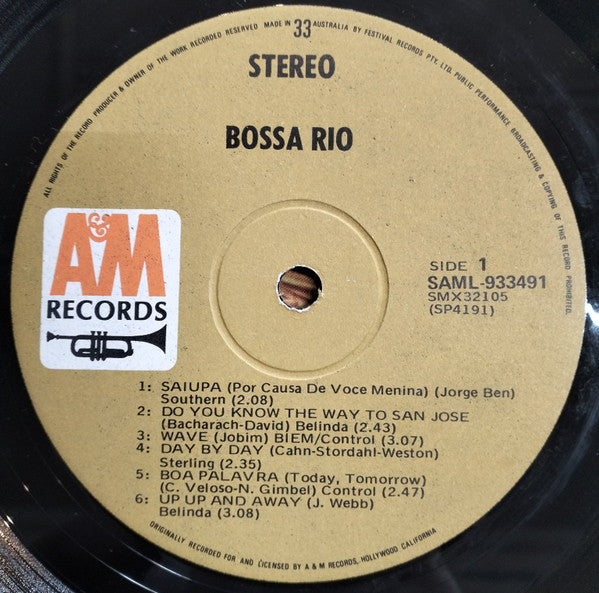 ALL RIGHTS OF THE RECORD PRODUCER & OWNER OF THE WORK RECORDED RESERVED MADE IN AUSTRALIA BY FESTIVAL RECORDS PTY. LTD. PUBLIC PERFORMANCE BROADCASTING & COPYING OF THIS RECORD PROHIBITED.
33
STEREO
BOSSA RIO
A&M
RECORDS
SIDE 1
SAML-933491
SMX32105
(SP4191)
1: SAIUPA (Por Causa De Voce Menina) (Jorge Ben)
Southern (2.08)
2: DO YOU KNOW THE WAY TO SAN JOSE
(Bacharach-David) Belinda (2.43)
3: WAVE (Jobim) BIEM/Control (3.07)
4: DAY BY DAY (Cahn-Stordahl-Weston)
Sterling (2.35)
5: BOA PALAVRA (Today, Tomorrow)
(C. Veloso-N. Gimbel) Control (2.47)
6: UP UP AND AWAY (J. Webb)
Belinda (3.08)
ORIGINALLY RECORDED FOR AND LICENSED BY A & M RECORDS, HOLLYWOOD CALIFORNIA